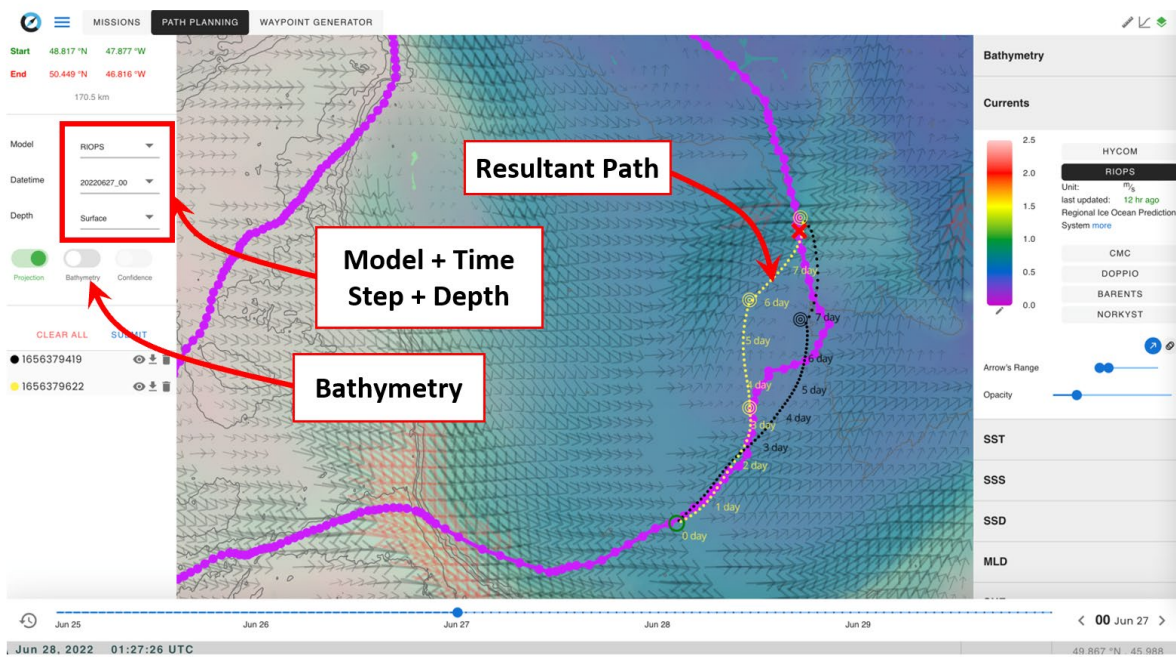 MISSIONS
PATH PLANNING
WAYPOINT GENERATOR
Start 48.817 °N 47.877 °W
End 50.449 °N 46.816 °W
170.5 km
Model RIOPS
Datetime 20220627_00
Depth Surface
Projection Bathymetry Confidence
CLEAR ALL
1656379419
1656379622
Model + Time
Step + Depth
Bathymetry
Resultant Path
7 day
6 day
7 day
5 day
6 day
5 day
4 day
3 day
2 day
1 day
0 day
Bathymetry
Currents
2.5
2.0
1.5
1.0
0.5
0.0
HYCOM
RIOPS
Unit: m/s
last updated: 12 hr ago
Regional Ice Ocean Prediction
System more
CMC
DOPPIO
BARENTS
NORKYST
Arrow's Range
Opacity
SST
SSS
SSD
MLD
Jun 25
Jun 26
Jun 27
Jun 28
Jun 29
00 Jun 27
Jun 28, 2022 01:27:26 UTC
49.867 °N , 45.988